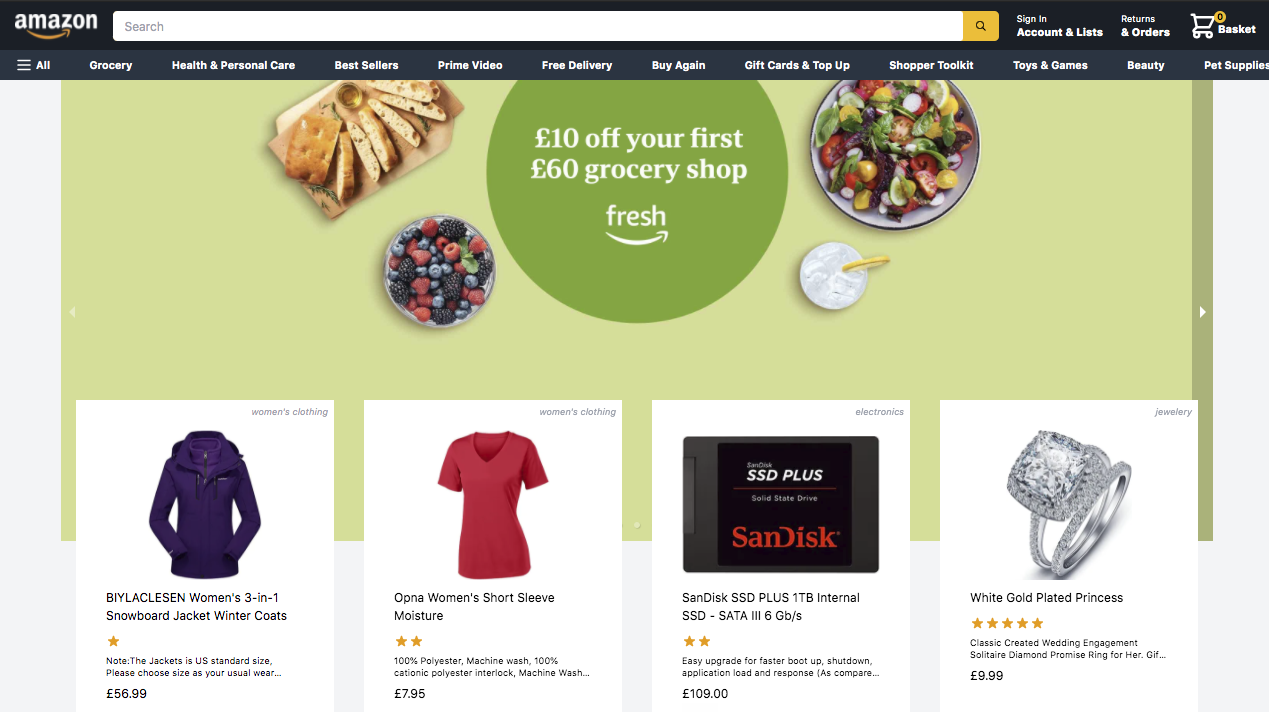 amazon
Search
Sign In
Account & Lists
Returns
& Orders
0
Basket
All
Grocery
Health & Personal Care
Best Sellers
Prime Video
Free Delivery
Buy Again
Gift Cards & Top Up
Shopper Toolkit
Toys & Games
Beauty
Pet Supplies
£10 off your first
£60 grocery shop
fresh
women's clothing
BIYLACLESEN Women's 3-in-1
Snowboard Jacket Winter Coats
Note:The Jackets is US standard size,
Please choose size as your usual wear...
£56.99
women's clothing
Opna Women's Short Sleeve
Moisture
100% Polyester, Machine wash, 100%
cationic polyester interlock, Machine Wash...
£7.95
electronics
SanDisk
SSD PLUS
Solid State Drive
SanDisk
SanDisk SSD PLUS 1TB Internal
SSD - SATA III 6 Gb/s
Easy upgrade for faster boot up, shutdown,
application load and response (As compare...
£109.00
jewelery
White Gold Plated Princess
Classic Created Wedding Engagement
Solitaire Diamond Promise Ring for Her. Gif...
£9.99